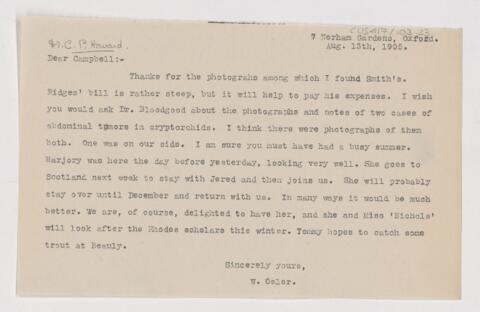 CUS417/103.23
Dr. C. P. Howard.
7 Norham Gardens, Oxford.
Aug. 13th, 1905.
Dear Campbell:-
Thanks for the photograhs among which I found Smith's.
Ridges' bill is rather steep, but it will help to pay his expenses. I wish
you would ask Dr. Bloodgood about the photographs and notes of two cases of
abdominal tumors in cryptorchids. I think there were photographs of them
both. One was on our side. I am sure you must have had a busy summer.
Marjory was here the day before yesterday, looking very well. She goes to
Scotland next week to stay with Jered and then joins us. She will probably
stay over until December and return with us. In many ways it would be much
better. We are, of course, delighted to have her, and she and Miss 'Nichols'
will look after the Rhodes scholars this winter. Tommy hopes to catch some
trout at Beauly.
Sincerely yours,
W. Osler.